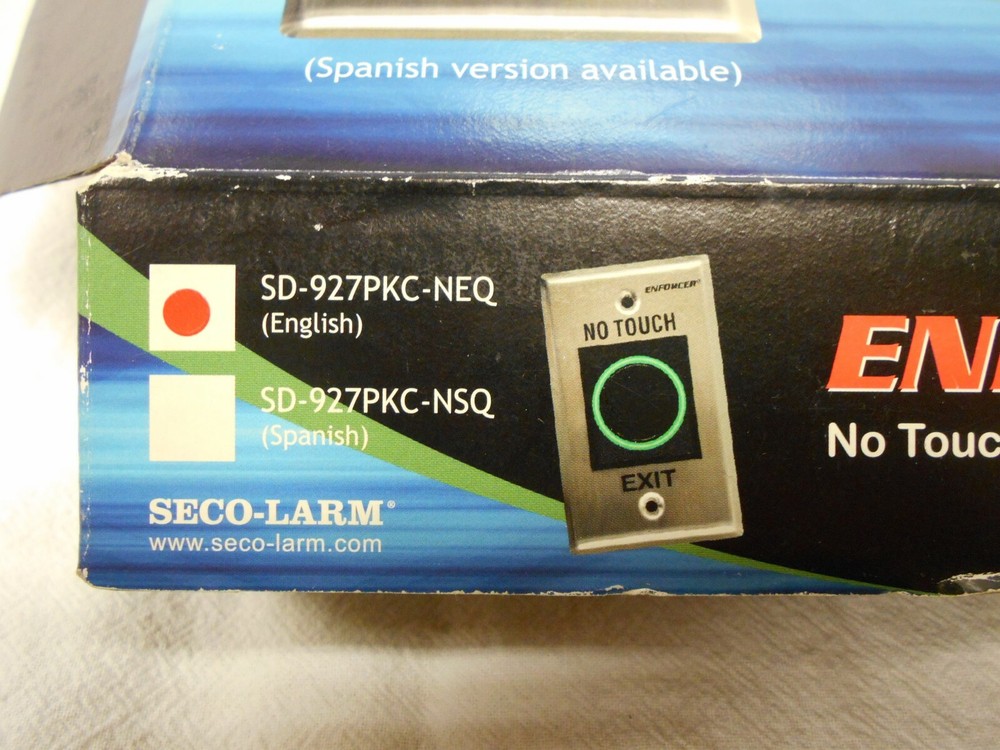 (Spanish version available)
SD-927PKC-NEQ
(English)
SD-927PKC-NSQ
(Spanish)
SECO-LARM®
www.seco-larm.com
ENFORCER®
NO TOUCH
EXIT
EN
No Touc